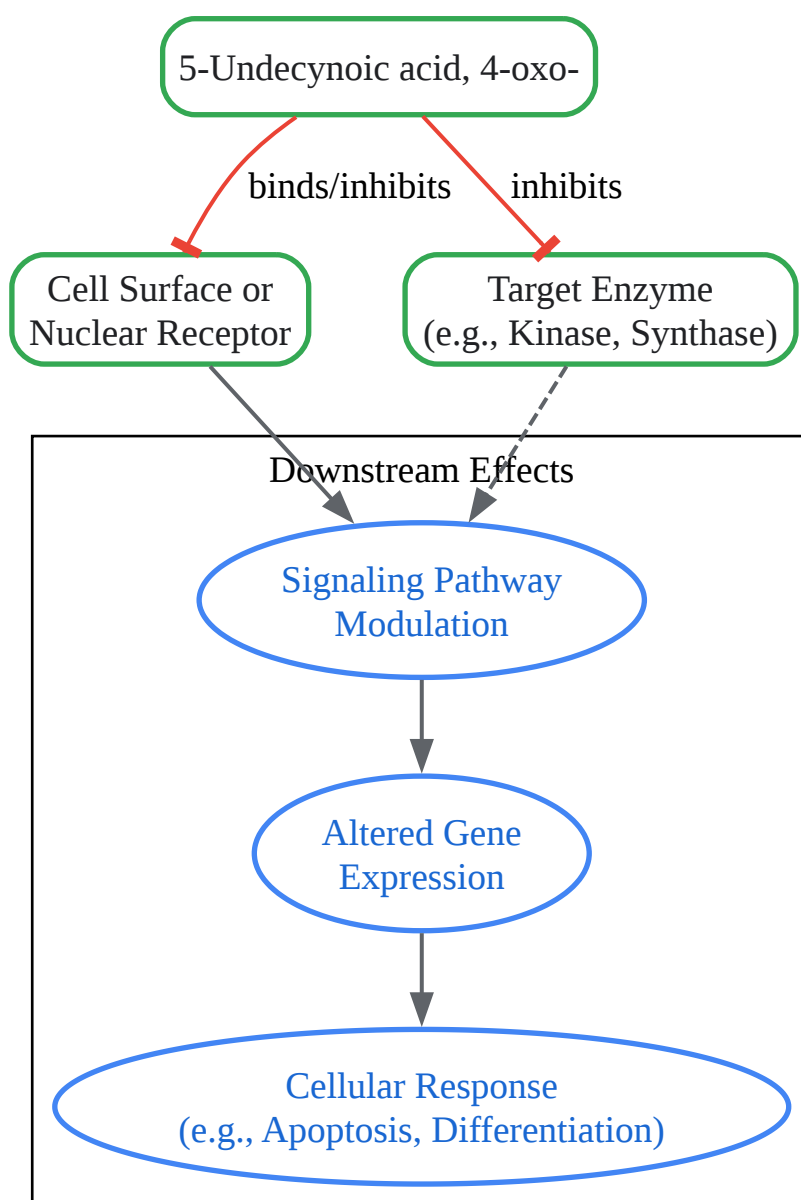 5-Undecynoic acid, 4-oxo-
binds/inhibits
inhibits
Cell Surface or
Nuclear Receptor
Target Enzyme
(e.g., Kinase, Synthase)
Downstream Effects
Signaling Pathway
Modulation
Altered Gene
Expression
Cellular Response
(e.g., Apoptosis, Differentiation)